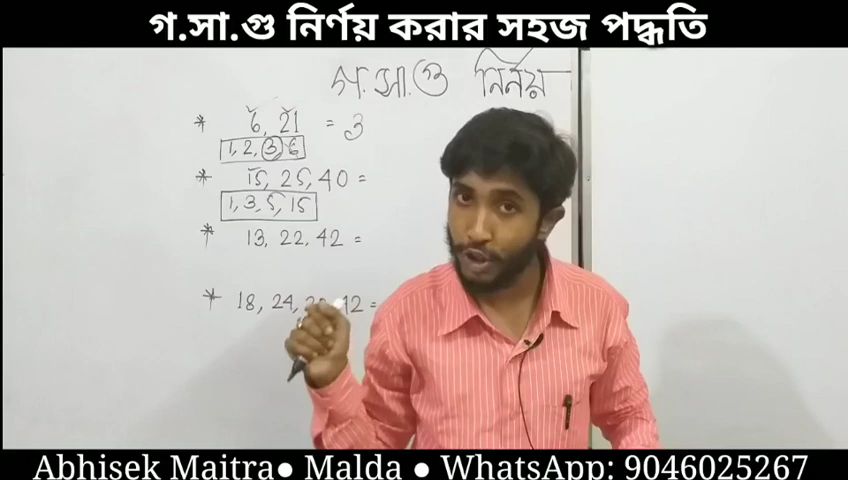 গ.সা.গু নির্ণয় করার সহজ পদ্ধতি
গ.সা.গু নির্নয়
* 6, 21 = 3
1, 2, 3, 6
* 15, 25, 40 =
1, 3, 5, 15
* 13, 22, 42 =
* 18, 24, =
Abhisek Maitra● Malda ● WhatsApp: 9046025267